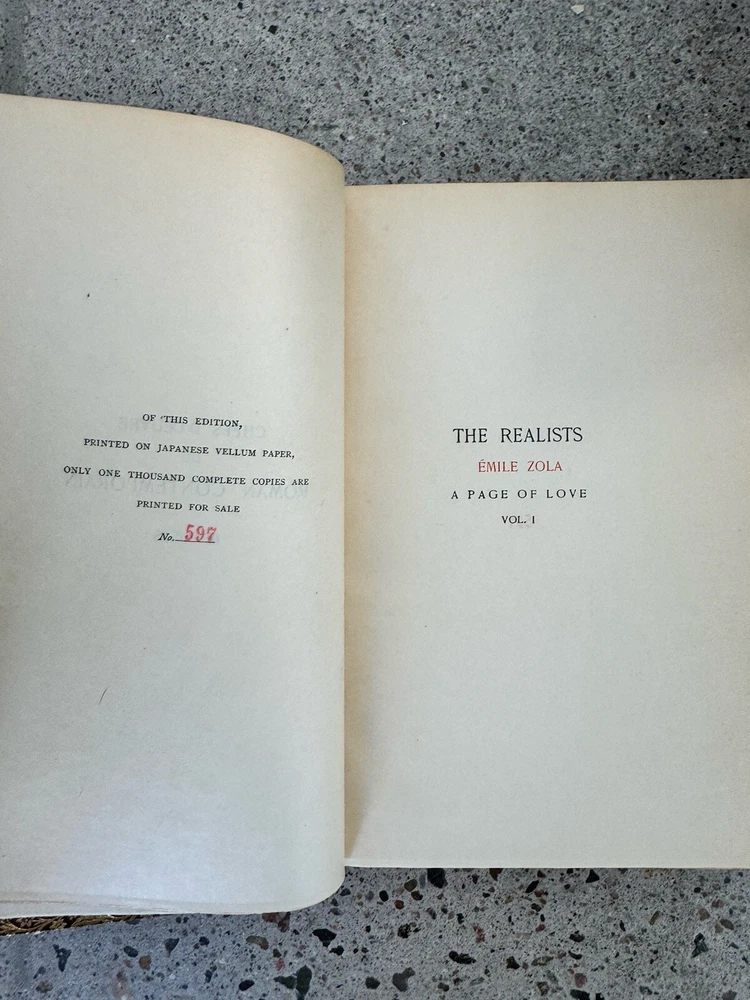 OF THIS EDITION,
PRINTED ON JAPANESE VELLUM PAPER,
ONLY ONE THOUSAND COMPLETE COPIES ARE
PRINTED FOR SALE
No. 597
THE REALISTS
ÉMILE ZOLA
A PAGE OF LOVE
VOL. I